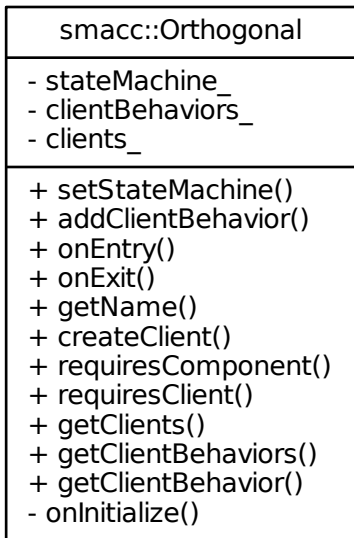 smacc::Orthogonal
- stateMachine_
- clientBehaviors_
- clients_
+ setStateMachine()
+ addClientBehavior()
+ onEntry()
+ onExit()
+ getName()
+ createClient()
+ requiresComponent()
+ requiresClient()
+ getClients()
+ getClientBehaviors()
+ getClientBehavior()
- onInitialize()